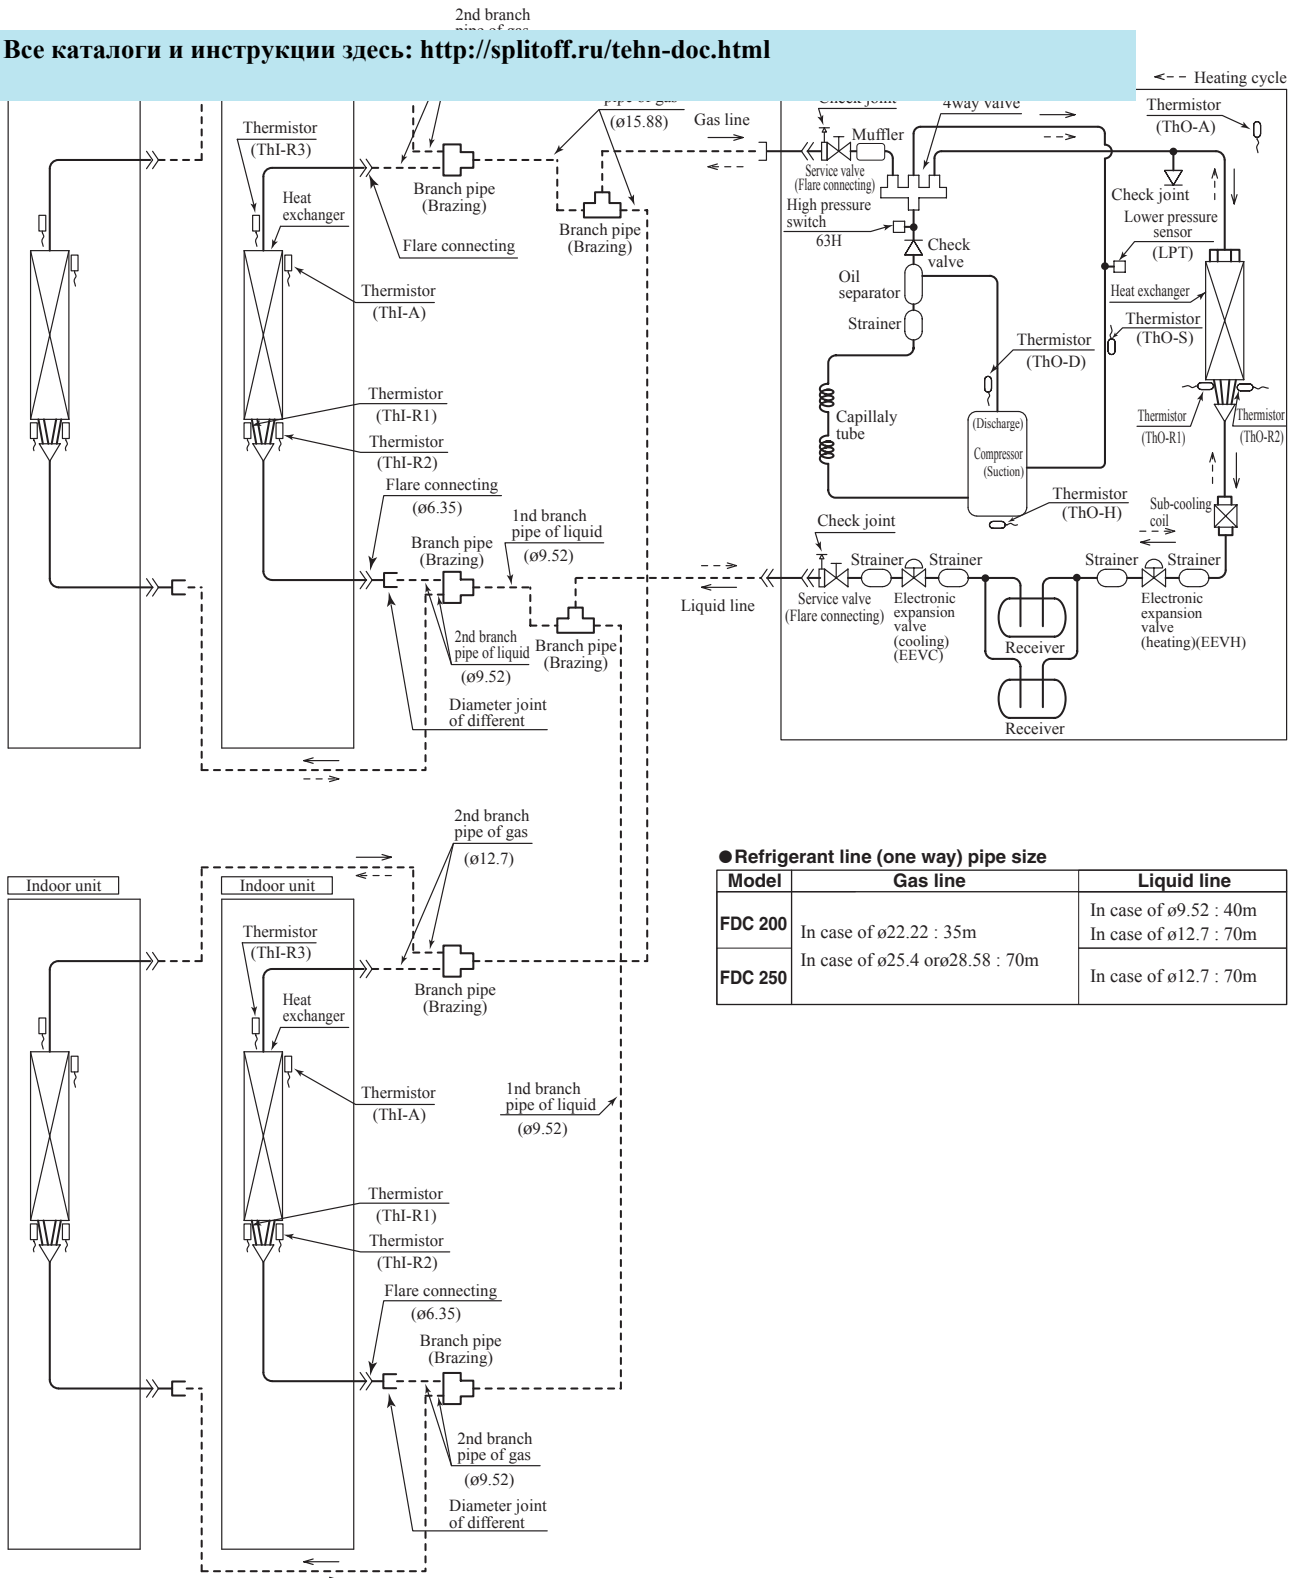 2nd branch
pipe of gas
Все каталоги и инструкции здесь: http://splitoff.ru/tehn-doc.html
Heating cycle
pipe of gas
(ø15.88)
Gas line
Check joint
4way valve
Thermistor
(ThO-A)
Thermistor
(ThI-R3)
Muffler
Service valve
(Flare connecting)
Branch pipe
(Brazing)
Heat
exchanger
Flare connecting
Branch pipe
(Brazing)
High pressure
switch
63H
Check
valve
Check joint
Lower pressure
sensor
(LPT)
Oil
separator
Heat exchanger
Thermistor
(ThI-A)
Strainer
Thermistor
(ThO-D)
Thermistor
(ThO-S)
Thermistor
(ThI-R1)
Thermistor
(ThI-R2)
Capillaly
tube
(Discharge)
Compressor
(Suction)
Thermistor
(ThO-R1)
Thermistor
(ThO-R2)
Flare connecting
(ø6.35)
Thermistor
(ThO-H)
Sub-cooling
coil
1nd branch
pipe of liquid
(ø9.52)
Branch pipe
(Brazing)
Check joint
Strainer
Strainer
Strainer
Strainer
Liquid line
Service valve
(Flare connecting)
Electronic
expansion
valve
(cooling)
(EEVC)
Receiver
Electronic
expansion
valve
(heating)(EEVH)
2nd branch
pipe of liquid
(ø9.52)
Branch pipe
(Brazing)
Diameter joint
of different
Receiver
2nd branch
pipe of gas
(ø12.7)
●Refrigerant line (one way) pipe size
Model Gas line Liquid line
FDC 200 In case of ø22.22 : 35m In case of ø9.52 : 40m
In case of ø12.7 : 70m
FDC 250 In case of ø25.4 orø28.58 : 70m In case of ø12.7 : 70m
Indoor unit
Indoor unit
Thermistor
(ThI-R3)
Branch pipe
(Brazing)
Heat
exchanger
Thermistor
(ThI-A)
1nd branch
pipe of liquid
(ø9.52)
Thermistor
(ThI-R1)
Thermistor
(ThI-R2)
Flare connecting
(ø6.35)
Branch pipe
(Brazing)
2nd branch
pipe of gas
(ø9.52)
Diameter joint
of different